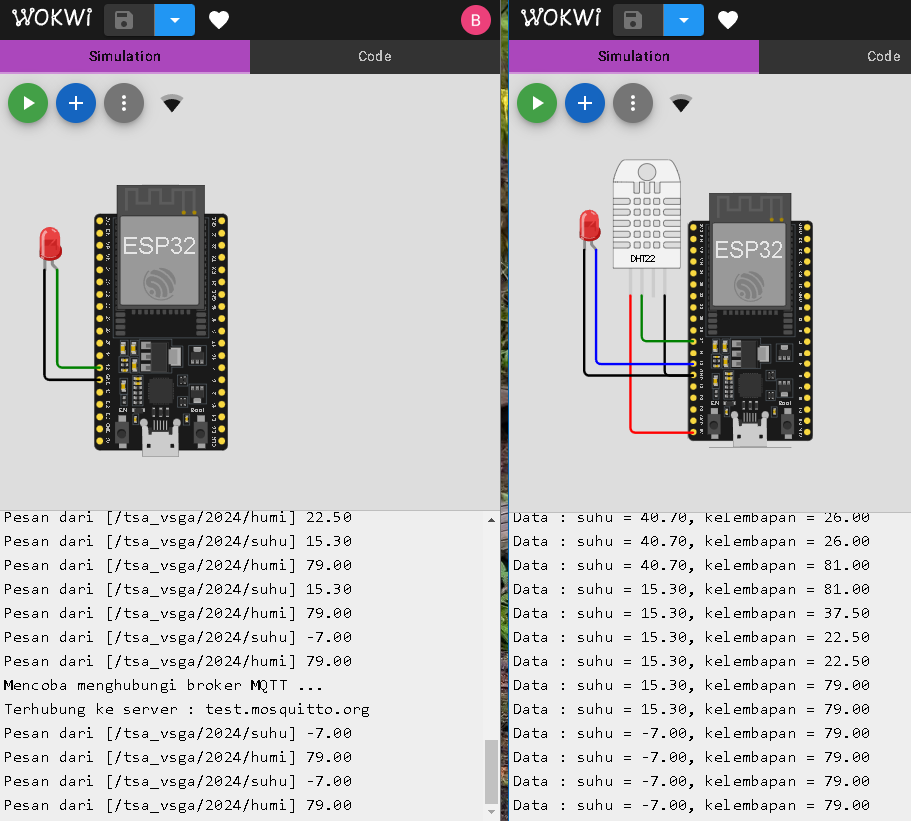 WOKWI
B
Simulation
Code
ESP32
EN
Boot
Pesan dari [/tsa_vsga/2024/humi] 22.50
Pesan dari [/tsa_vsga/2024/suhu] 15.30
Pesan dari [/tsa_vsga/2024/humi] 79.00
Pesan dari [/tsa_vsga/2024/suhu] 15.30
Pesan dari [/tsa_vsga/2024/humi] 79.00
Pesan dari [/tsa_vsga/2024/suhu] -7.00
Pesan dari [/tsa_vsga/2024/humi] 79.00
Mencoba menghubungi broker MQTT ...
Terhubung ke server : test.mosquitto.org
Pesan dari [/tsa_vsga/2024/suhu] -7.00
Pesan dari [/tsa_vsga/2024/humi] 79.00
Pesan dari [/tsa_vsga/2024/suhu] -7.00
Pesan dari [/tsa_vsga/2024/humi] 79.00
WOKWI
Simulation
Code
DHT22
ESP32
EN
Boot
Data : suhu = 40.70, kelembapan = 26.00
Data : suhu = 40.70, kelembapan = 26.00
Data : suhu = 40.70, kelembapan = 81.00
Data : suhu = 15.30, kelembapan = 81.00
Data : suhu = 15.30, kelembapan = 37.50
Data : suhu = 15.30, kelembapan = 22.50
Data : suhu = 15.30, kelembapan = 22.50
Data : suhu = 15.30, kelembapan = 79.00
Data : suhu = 15.30, kelembapan = 79.00
Data : suhu = -7.00, kelembapan = 79.00
Data : suhu = -7.00, kelembapan = 79.00
Data : suhu = -7.00, kelembapan = 79.00
Data : suhu = -7.00, kelembapan = 79.00